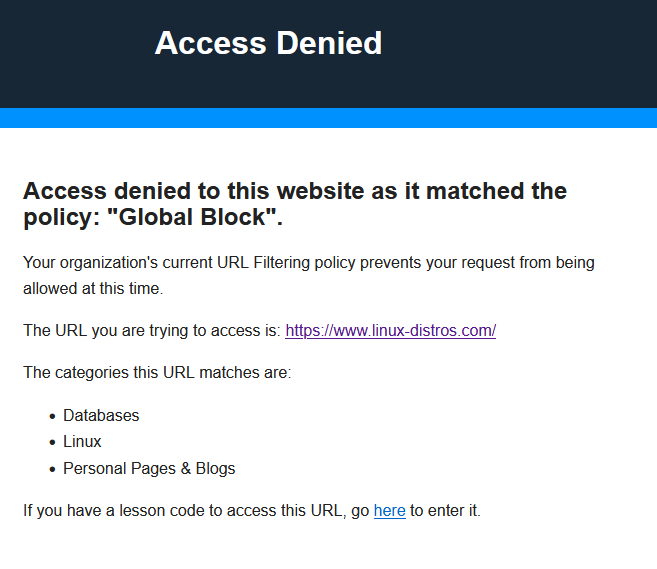 Access Denied
Access denied to this website as it matched the
policy: "Global Block".
Your organization's current URL Filtering policy prevents your request from being
allowed at this time.
The URL you are trying to access is: https://www.linux-distros.com/
The categories this URL matches are:
• Databases
• Linux
• Personal Pages & Blogs
If you have a lesson code to access this URL, go here to enter it.